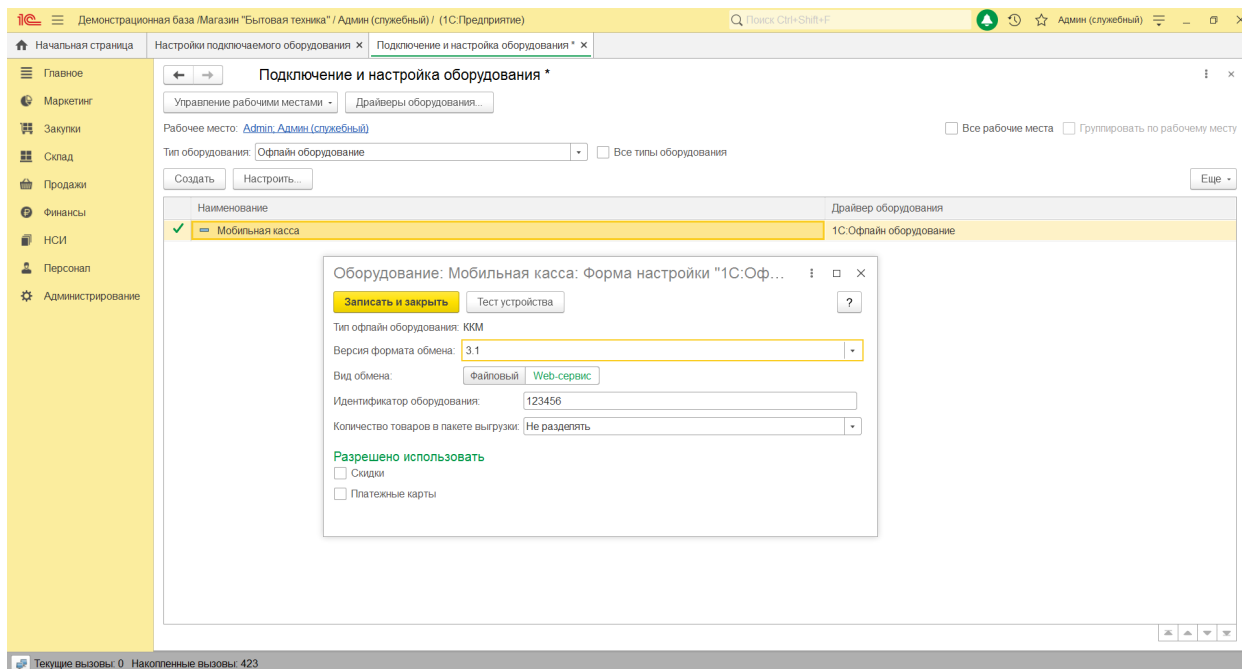 1С Демонстрационная база /Магазин "Бытовая техника" / Админ (служебный) / (1С:Предприятие) Поиск Ctrl+Shift+F Админ (служебный)
Начальная страница Настройки подключаемого оборудования × Подключение и настройка оборудования * ×
Главное
Маркетинг
Закупки
Склад
Продажи
Финансы
НСИ
Персонал
Администрирование
Подключение и настройка оборудования *
Управление рабочими местами Драйверы оборудования...
Рабочее место: Admin; Админ (служебный) Все рабочие места Группировать по рабочему месту
Тип оборудования: Офлайн оборудование Все типы оборудования
Создать Настроить... Еще
Наименование Драйвер оборудования
Мобильная касса 1С:Офлайн оборудование
Оборудование: Мобильная касса: Форма настройки "1С:Оф...
Записать и закрыть Тест устройства ?
Тип офлайн оборудования: ККМ
Версия формата обмена: 3.1
Вид обмена: Файловый Web-сервис
Идентификатор оборудования: 123456
Количество товаров в пакете выгрузки: Не разделять
Разрешено использовать
Скидки
Платежные карты
Текущие вызовы: 0 Накопленные вызовы: 423